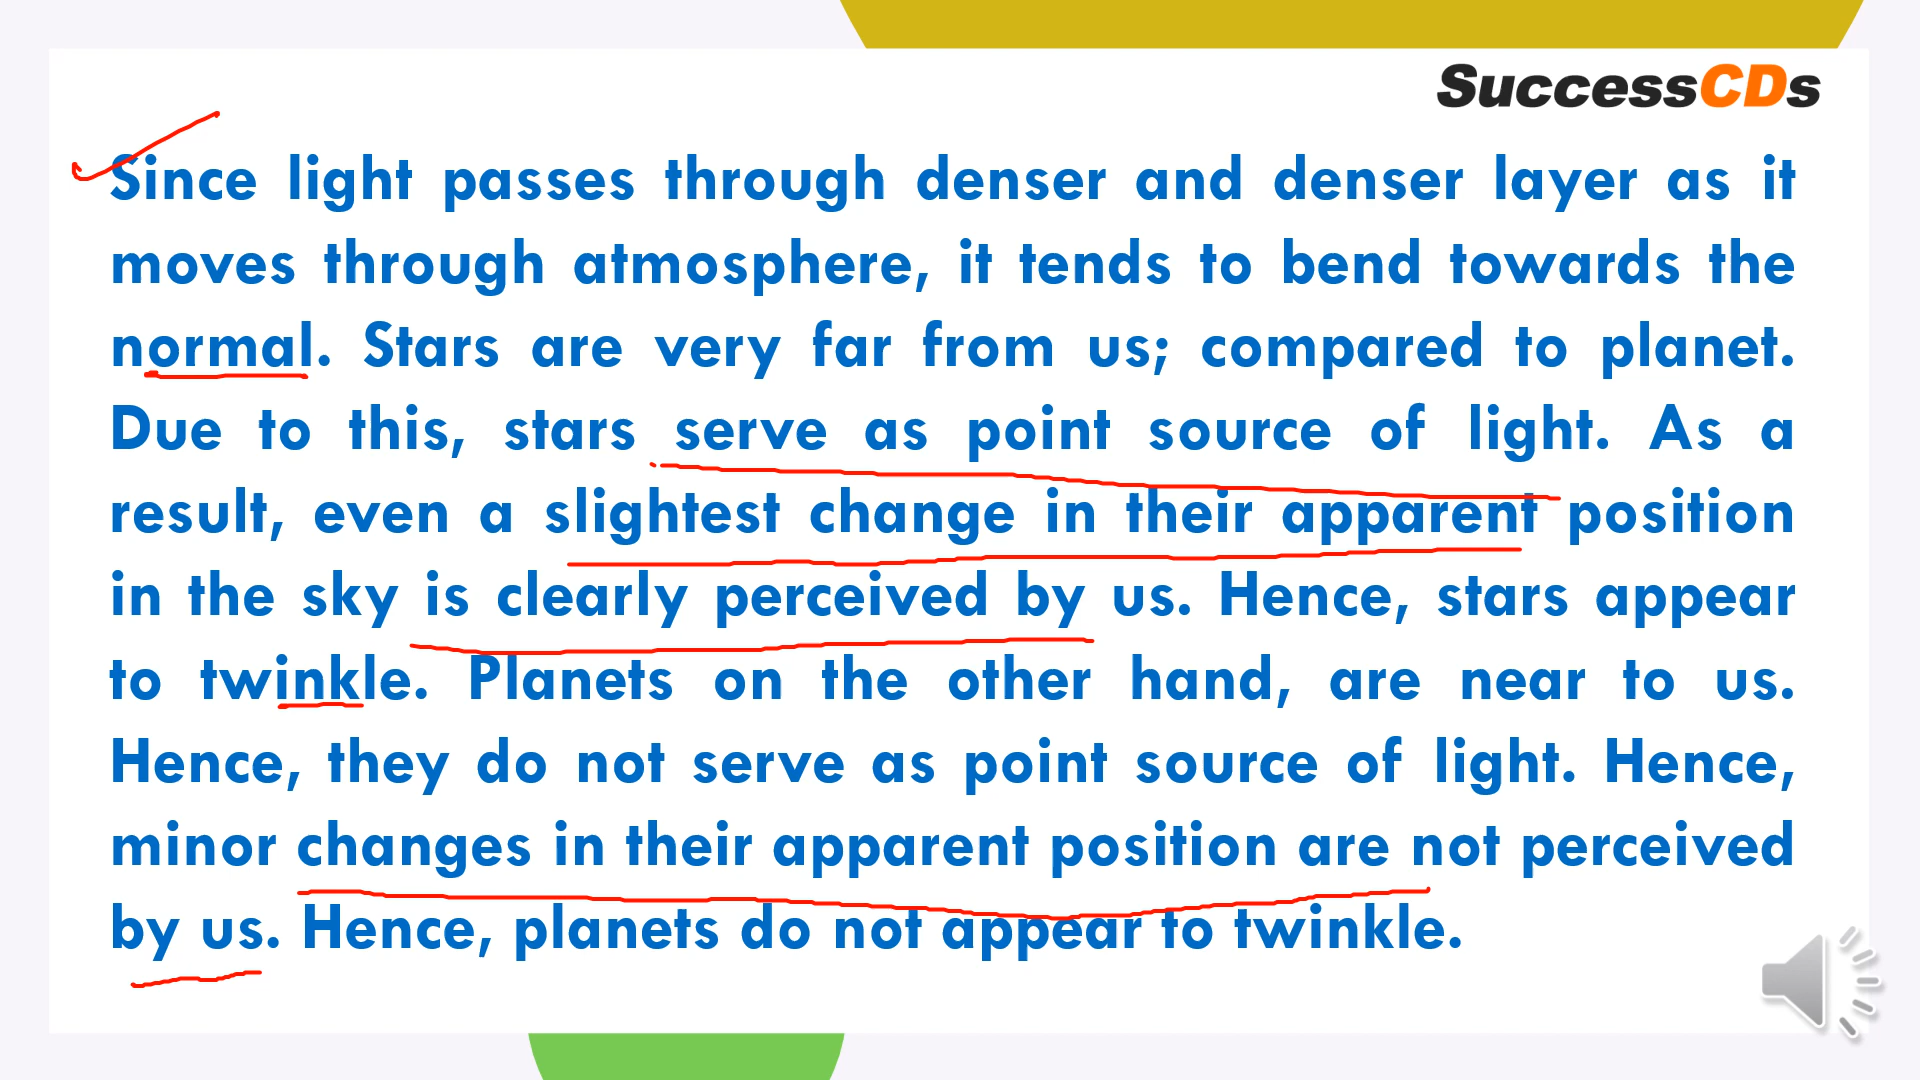 SuccessCDs
Since light passes through denser and denser layer as it
moves through atmosphere, it tends to bend towards the
normal. Stars are very far from us; compared to planet.
Due to this, stars serve as point source of light. As a
result, even a slightest change in their apparent position
in the sky is clearly perceived by us. Hence, stars appear
to twinkle. Planets on the other hand, are near to us.
Hence, they do not serve as point source of light. Hence,
minor changes in their apparent position are not perceived
by us. Hence, planets do not appear to twinkle.